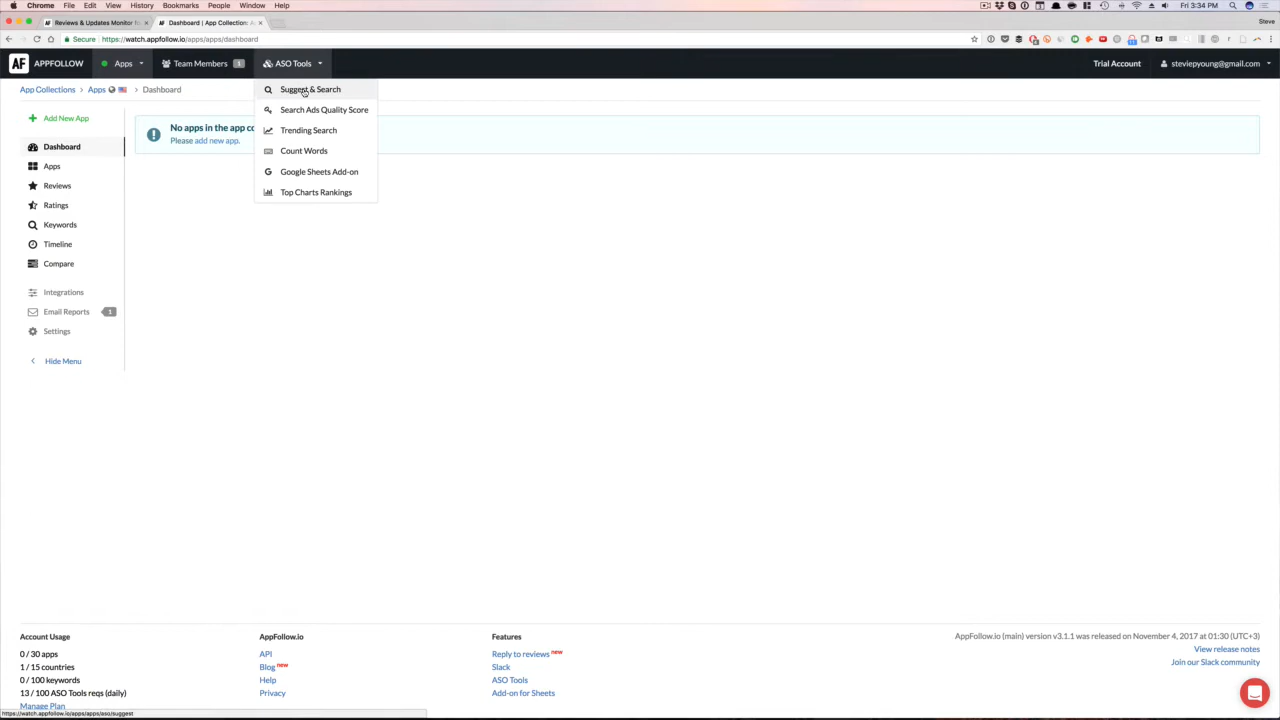 Chrome File Edit View History Bookmarks People Window Help
Fri 3:34 PM
Reviews & Updates Monitor
Dashboard | App Collection:
Steve
Secure https://watch.appfollow.io/apps/apps/dashboard
AF APPFOLLOW Apps Team Members 1 ASO Tools Trial Account steviepyoung@gmail.com
App Collections > Apps > Dashboard
Suggest & Search
Search Ads Quality Score
Trending Search
Count Words
Google Sheets Add-on
Top Charts Rankings
Add New App
No apps in the app co
Please add new app.
Dashboard
Apps
Reviews
Ratings
Keywords
Timeline
Compare
Integrations
Email Reports 1
Settings
Hide Menu
Account Usage
0 / 30 apps
1 / 15 countries
0 / 100 keywords
13 / 100 ASO Tools reqs (daily)
Manage Plan
AppFollow.io
API
Blog new
Help
Privacy
Features
Reply to reviews new
Slack
ASO Tools
Add-on for Sheets
AppFollow.io (main) version v3.1.1 was released on November 4, 2017 at 01:30 (UTC+3)
View release notes
Join our Slack community
https://watch.appfollow.io/apps/apps/aso/suggest